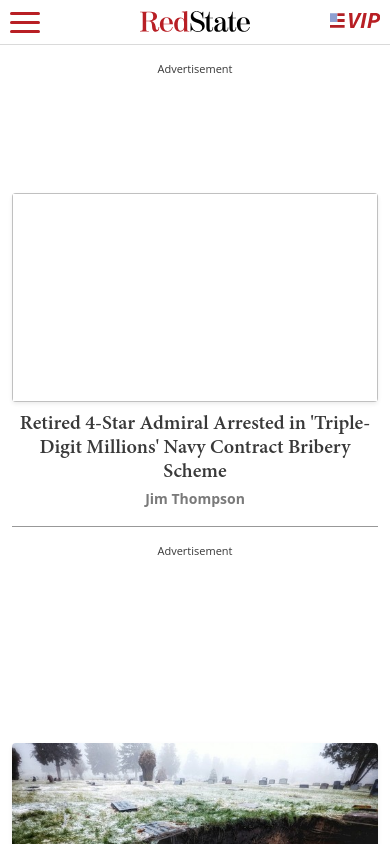 RedState
VIP
Advertisement
Retired 4-Star Admiral Arrested in 'Triple-
Digit Millions' Navy Contract Bribery
Scheme
Jim Thompson
Advertisement